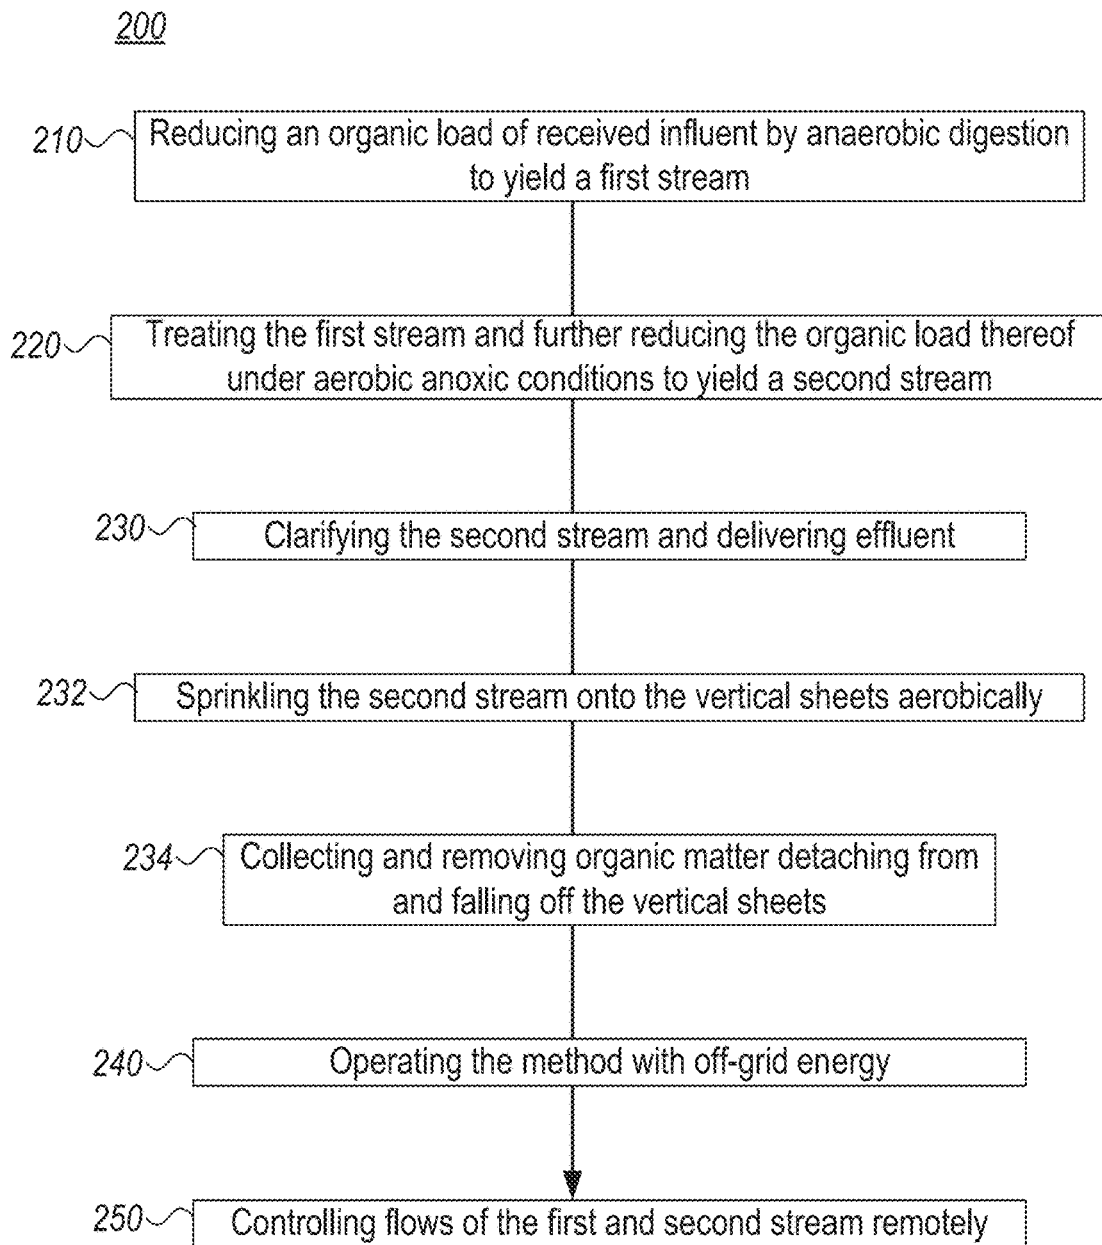 200
210
Reducing an organic load of received influent by anaerobic digestion
to yield a first stream
220
Treating the first stream and further reducing the organic load thereof
under aerobic anoxic conditions to yield a second stream
230
Clarifying the second stream and delivering effluent
232
Sprinkling the second stream onto the vertical sheets aerobically
234
Collecting and removing organic matter detaching from
and falling off the vertical sheets
240
Operating the method with off-grid energy
250
Controlling flows of the first and second stream remotely